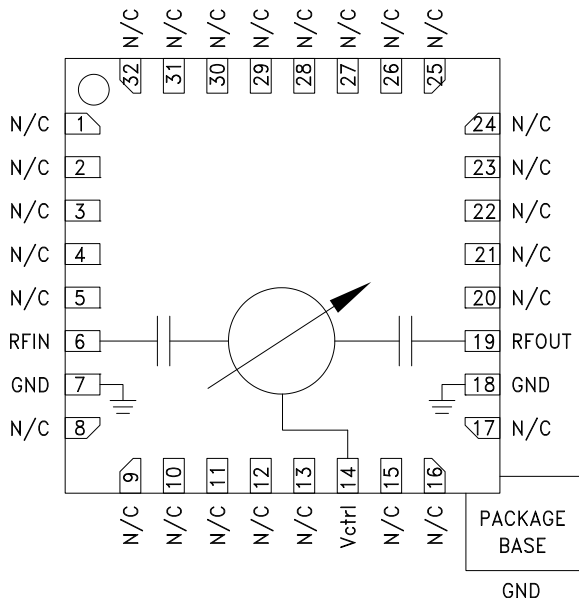 N/C N/C N/C N/C N/C N/C N/C N/C
32 31 30 29 28 27 26 25
N/C 1 24 N/C
N/C 2 23 N/C
N/C 3 22 N/C
N/C 4 21 N/C
N/C 5 20 N/C
RFIN 6 19 RFOUT
GND 7 18 GND
N/C 8 17 N/C
9 10 11 12 13 14 15 16
N/C N/C N/C N/C N/C Vctrl N/C N/C
PACKAGE
BASE
GND